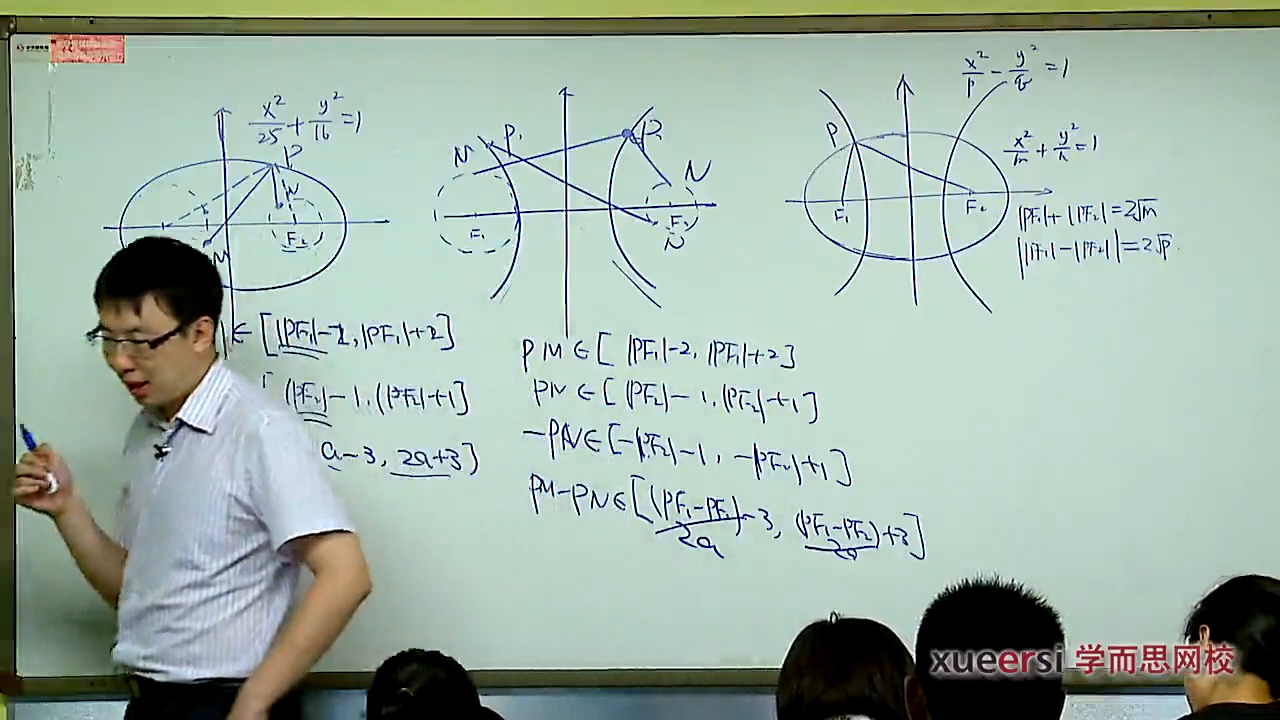 x²/25 + y²/16 = 1
P
N
M
F₂
∈ [|PF₁|-2, |PF₁|+2]
[|PF₂|-1, |PF₂|+1]
a-3, 2a+3]
M
P₁
P
N
F₁
F₂
N
PM ∈ [|PF₁|-2, |PF₁|+2]
PN ∈ [|PF₂|-1, |PF₂|+1]
-PN ∈ [-|PF₂|-1, -|PF₂|+1]
PM-PN ∈ [(PF₁-PF₂)-3, (PF₁-PF₂)+3]
2a 2a
x²/p - y²/q = 1
P
x²/m + y²/n = 1
F₁
F₂
|PF₁|+|PF₂|=2√m
||PF₁|-|PF₂||=2√p
xueersi 学而思网校